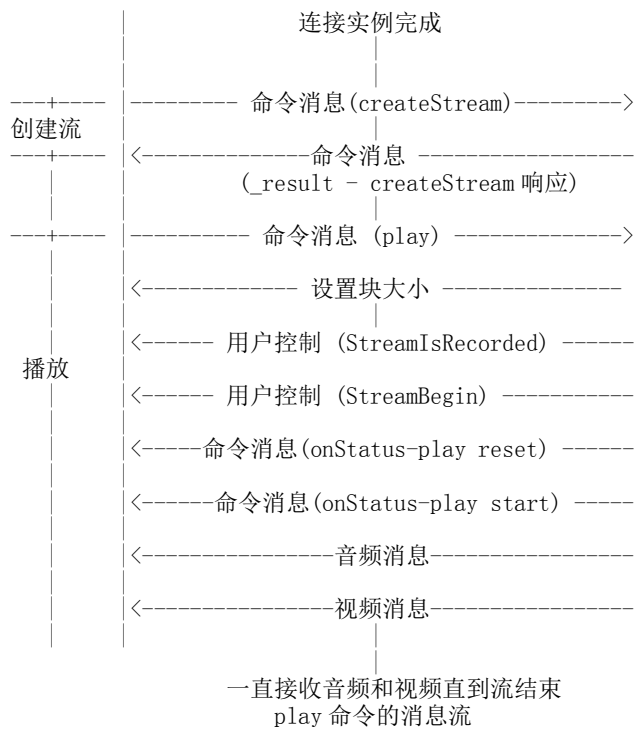 连接实例完成
命令消息(createStream)
创建流
命令消息
(_result - createStream 响应)
命令消息 (play)
设置块大小
用户控制 (StreamIsRecorded)
播放
用户控制 (StreamBegin)
命令消息(onStatus-play reset)
命令消息(onStatus-play start)
音频消息
视频消息
一直接收音频和视频直到流结束
play 命令的消息流